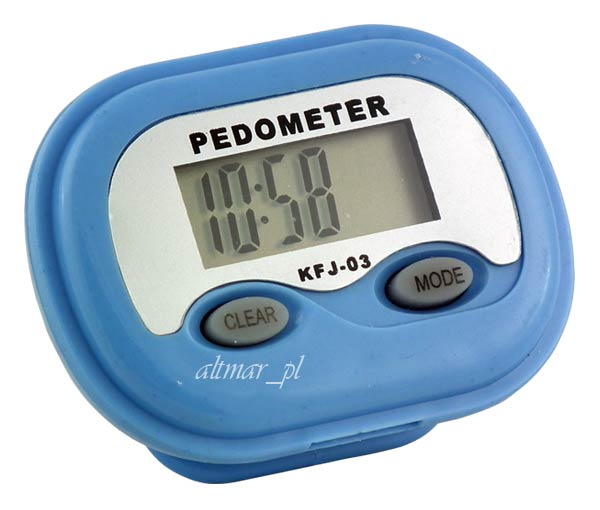 PEDOMETER
10:58
KFJ-03
CLEAR MODE
altmar_pl